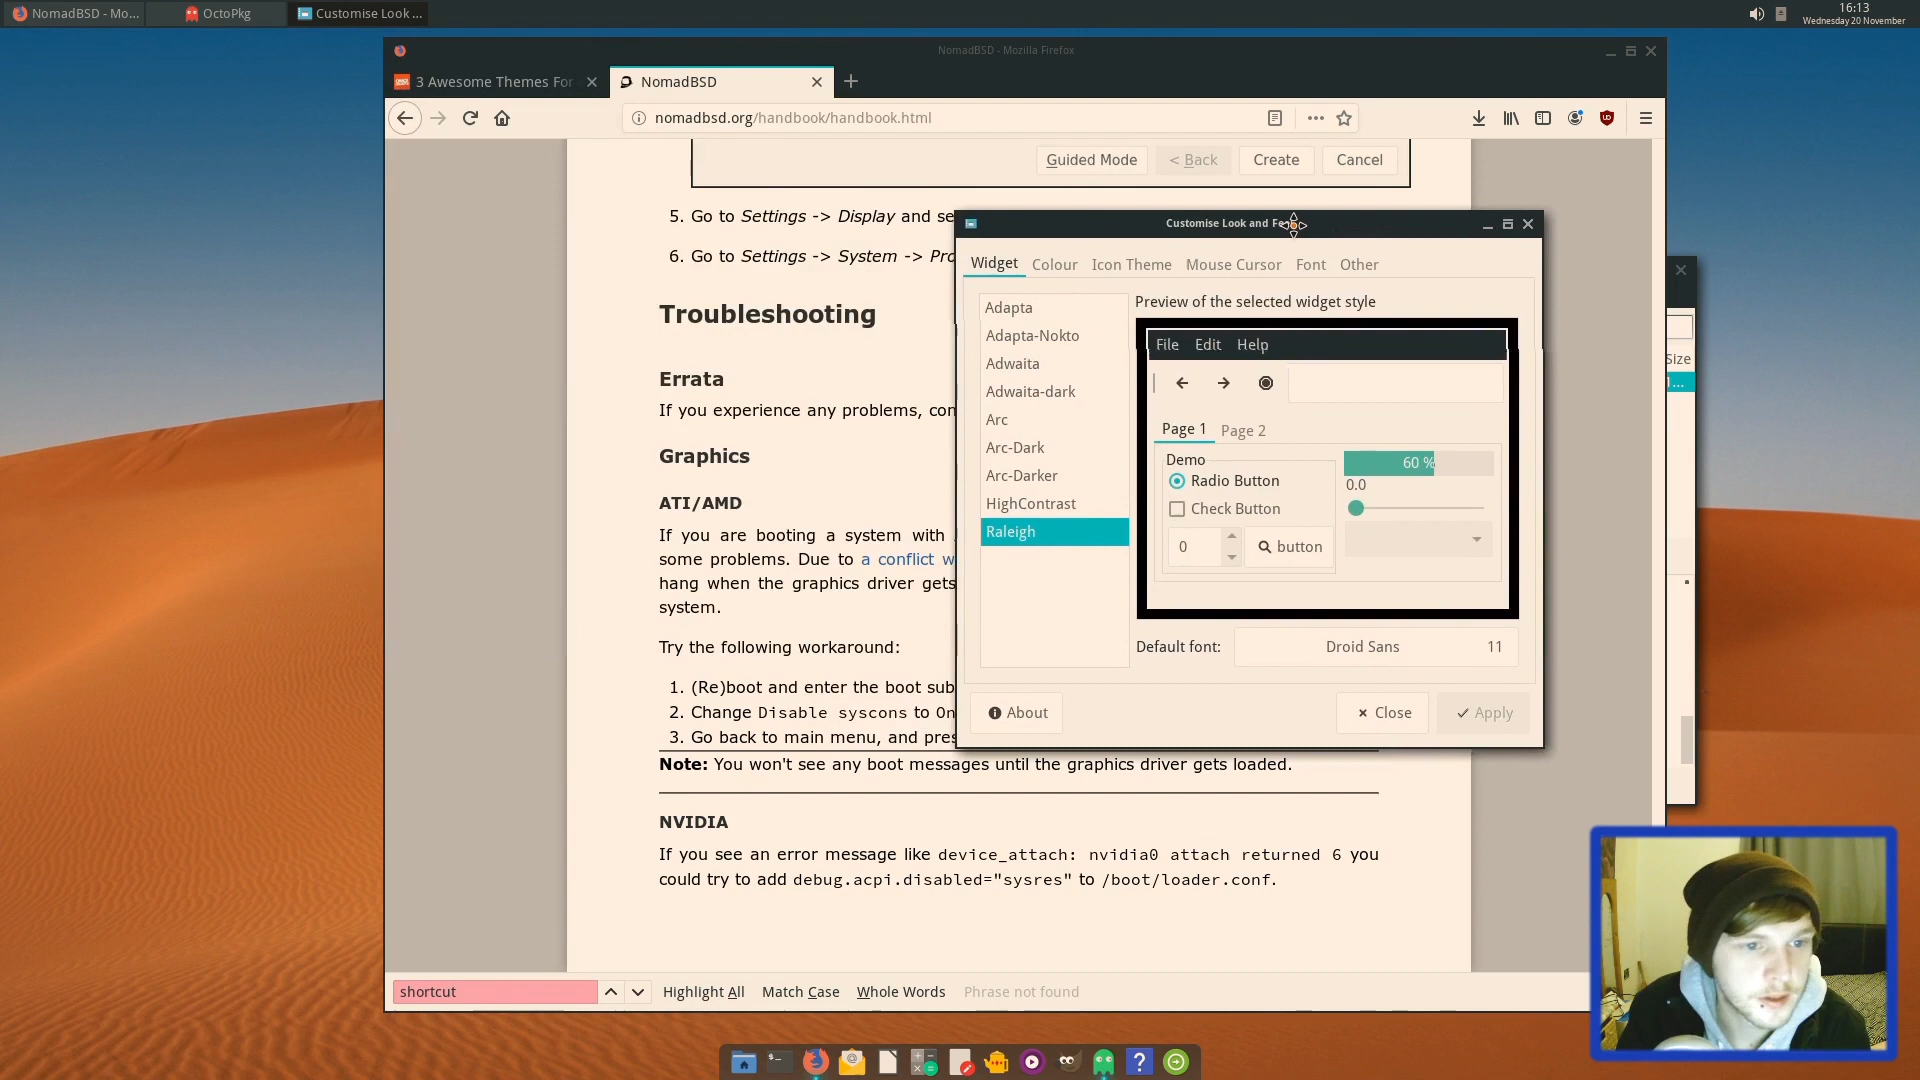 NomadBSD - Mo...
OctoPkg
Customise Look ...
16:13
Wednesday 20 November
NomadBSD - Mozilla Firefox
3 Awesome Themes For
NomadBSD
nomadbsd.org/handbook/handbook.html
Guided Mode
< Back
Create
Cancel
5. Go to Settings -> Display and se
6. Go to Settings -> System -> Pro
Troubleshooting
Errata
If you experience any problems, con
Graphics
ATI/AMD
If you are booting a system with
some problems. Due to a conflict w
hang when the graphics driver gets
system.
Try the following workaround:
1. (Re)boot and enter the boot sub
2. Change Disable syscons to On
3. Go back to main menu, and pres
Note: You won't see any boot messages until the graphics driver gets loaded.
NVIDIA
If you see an error message like device_attach: nvidia0 attach returned 6 you
could try to add debug.acpi.disabled="sysres" to /boot/loader.conf.
Customise Look and Fe
Widget
Colour
Icon Theme
Mouse Cursor
Font
Other
Adapta
Adapta-Nokto
Adwaita
Adwaita-dark
Arc
Arc-Dark
Arc-Darker
HighContrast
Raleigh
Preview of the selected widget style
File
Edit
Help
Page 1
Page 2
Demo
Radio Button
Check Button
0
button
60 %
0.0
Default font:
Droid Sans
11
About
Close
Apply
Size
1...
shortcut
Highlight All
Match Case
Whole Words
Phrase not found